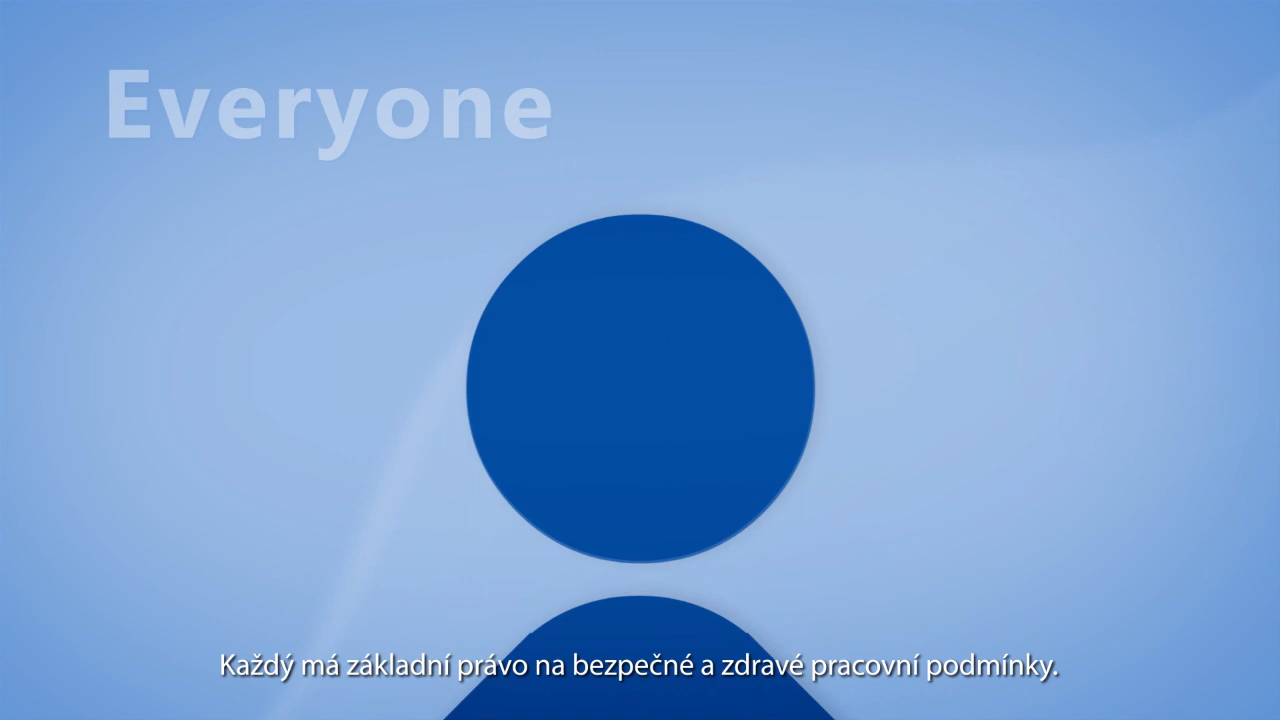 Everyone
Každý má základní právo na bezpečné a zdravé pracovní podmínky.